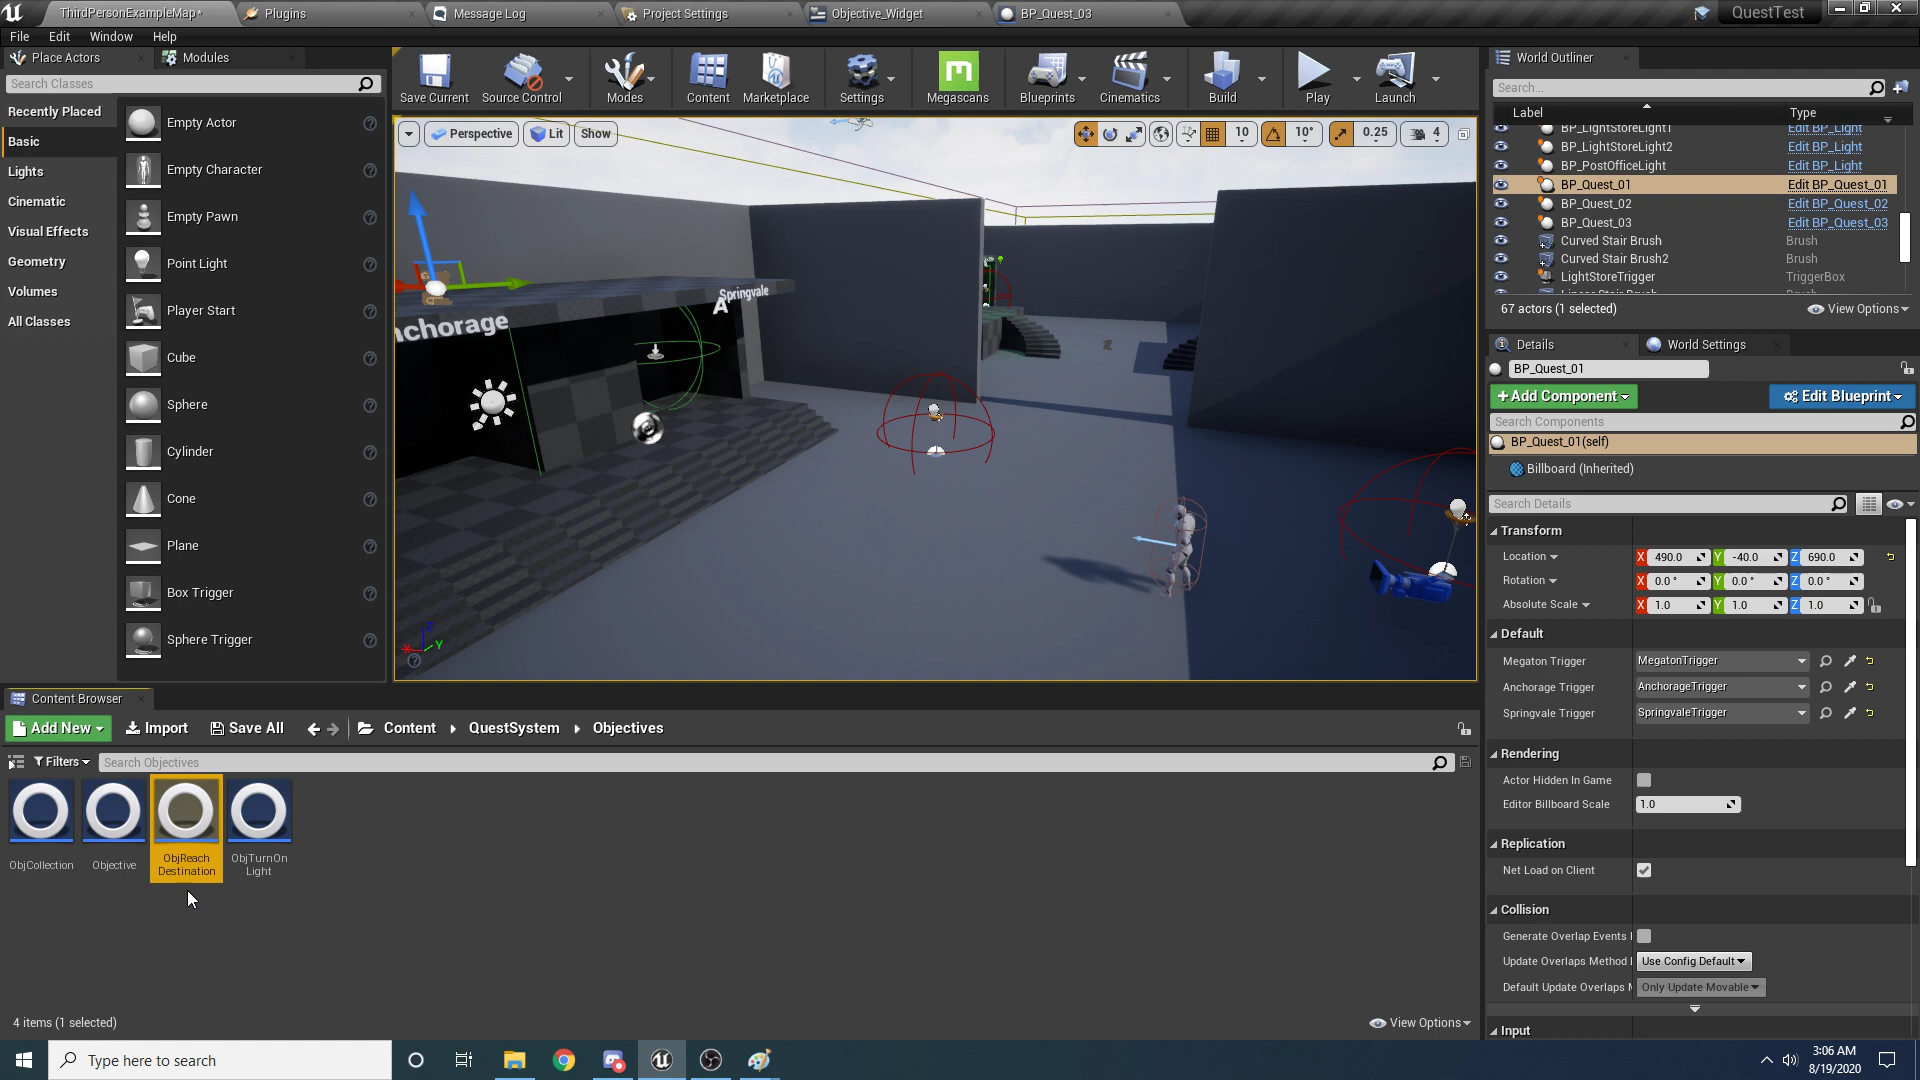 ThirdPersonExampleMap*
Plugins
Message Log
Project Settings
Objective_Widget
BP_Quest_03
QuestTest
File
Edit
Window
Help
Place Actors
Modules
Search Classes
Recently Placed
Basic
Lights
Cinematic
Visual Effects
Geometry
Volumes
All Classes
Empty Actor
Empty Character
Empty Pawn
Point Light
Player Start
Cube
Sphere
Cylinder
Cone
Plane
Box Trigger
Sphere Trigger
Save Current
Source Control
Modes
Content
Marketplace
Settings
Megascans
Blueprints
Cinematics
Build
Play
Launch
Perspective
Lit
Show
10
10°
0.25
4
nchorage
A
Springvale
X
Z
Y
World Outliner
Search...
Label
Type
BP_LightStoreLight1 Edit BP_Light
BP_LightStoreLight2 Edit BP_Light
BP_PostOfficeLight Edit BP_Light
BP_Quest_01 Edit BP_Quest_01
BP_Quest_02 Edit BP_Quest_02
BP_Quest_03 Edit BP_Quest_03
Curved Stair Brush Brush
Curved Stair Brush2 Brush
LightStoreTrigger TriggerBox
Linear Stair Brush Brush
67 actors (1 selected)
View Options
Details
World Settings
BP_Quest_01
+ Add Component
Edit Blueprint
Search Components
BP_Quest_01(self)
Billboard (Inherited)
Search Details
Transform
Location X 490.0 Y -40.0 Z 690.0
Rotation X 0.0 ° Y 0.0 ° Z 0.0 °
Absolute Scale X 1.0 Y 1.0 Z 1.0
Default
Megaton Trigger MegatonTrigger
Anchorage Trigger AnchorageTrigger
Springvale Trigger SpringvaleTrigger
Rendering
Actor Hidden In Game
Editor Billboard Scale 1.0
Replication
Net Load on Client
Collision
Generate Overlap Events
Update Overlaps Method Use Config Default
Default Update Overlaps Only Update Movable
Input
Content Browser
Add New
Import
Save All
Content
QuestSystem
Objectives
Filters
Search Objectives
ObjCollection
Objective
ObjReach
Destination
ObjTurnOn
Light
4 items (1 selected)
View Options
Type here to search
3:06 AM
8/19/2020